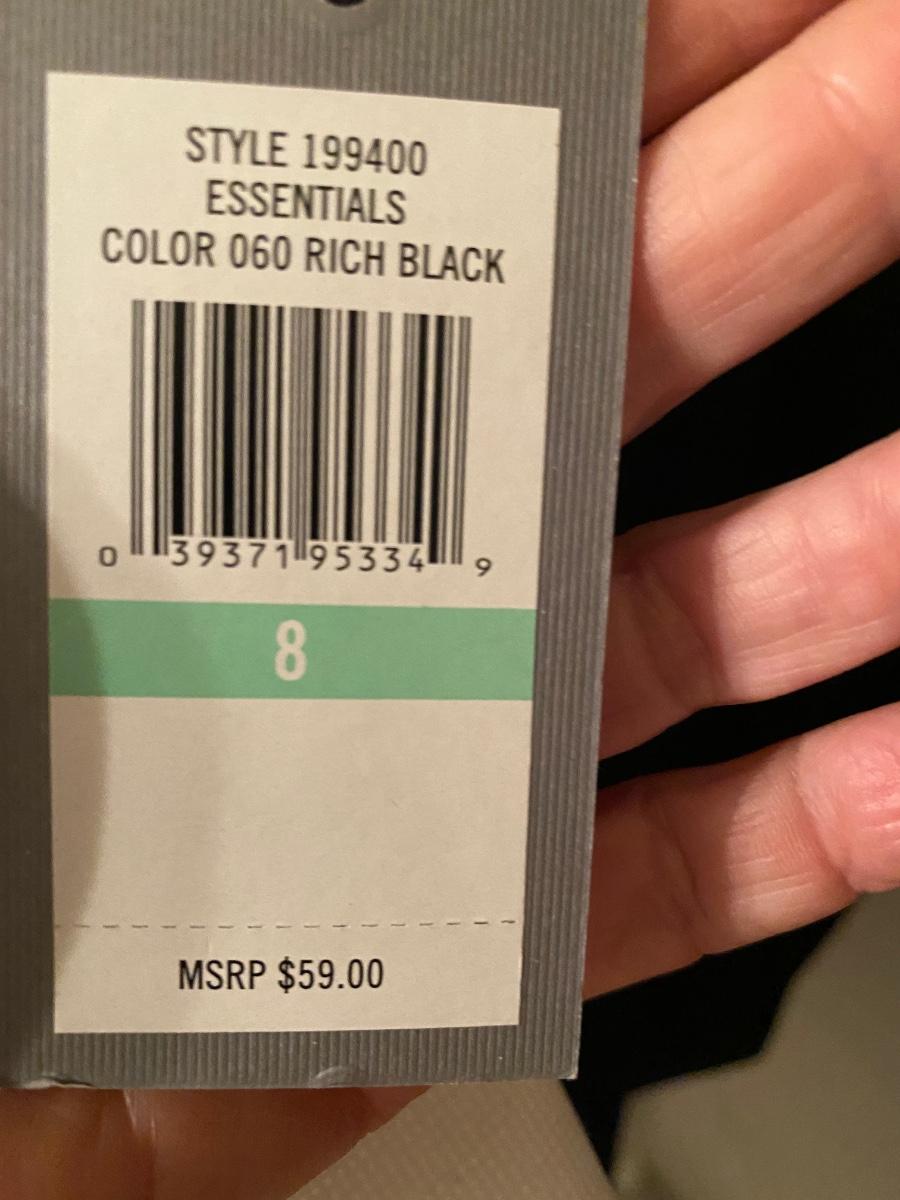 STYLE 199400
ESSENTIALS
COLOR 060 RICH BLACK
0 39371 95334 9
8
MSRP $59.00